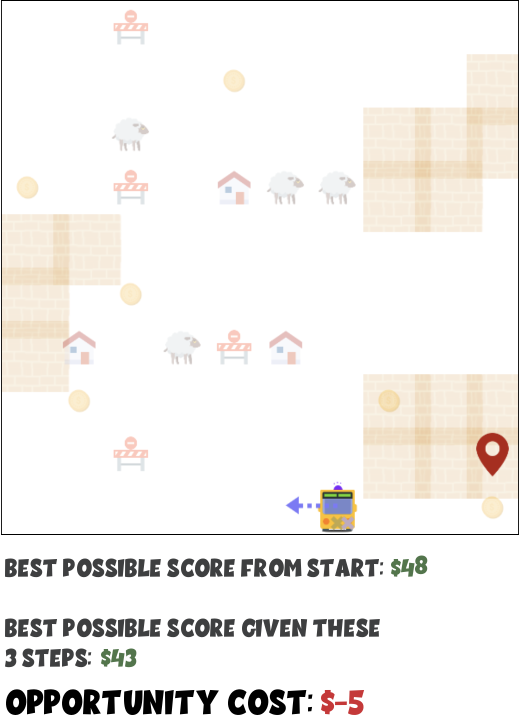 BEST POSSIBLE SCORE FROM START: $48
BEST POSSIBLE SCORE GIVEN THESE
3 STEPS: $43
OPPORTUNITY COST: $-5